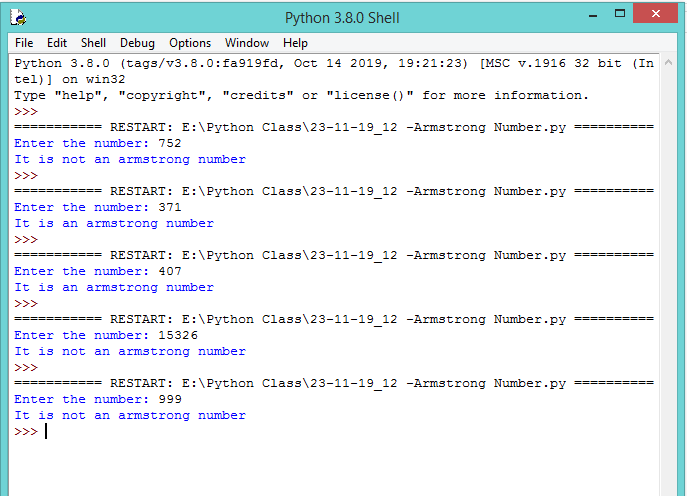 Python 3.8.0 Shell
File Edit Shell Debug Options Window Help
Python 3.8.0 (tags/v3.8.0:fa919fd, Oct 14 2019, 19:21:23) [MSC v.1916 32 bit (In
tel)] on win32
Type "help", "copyright", "credits" or "license()" for more information.
>>>
=========== RESTART: E:\Python Class\23-11-19_12 -Armstrong Number.py ==========
Enter the number: 752
It is not an armstrong number
>>>
=========== RESTART: E:\Python Class\23-11-19_12 -Armstrong Number.py ==========
Enter the number: 371
It is an armstrong number
>>>
=========== RESTART: E:\Python Class\23-11-19_12 -Armstrong Number.py ==========
Enter the number: 407
It is an armstrong number
>>>
=========== RESTART: E:\Python Class\23-11-19_12 -Armstrong Number.py ==========
Enter the number: 15326
It is not an armstrong number
>>>
=========== RESTART: E:\Python Class\23-11-19_12 -Armstrong Number.py ==========
Enter the number: 999
It is not an armstrong number
>>>